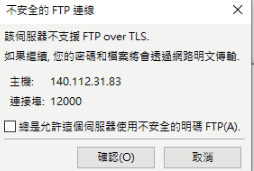 不安全的 FTP 連線
該伺服器不支援 FTP over TLS.
如果繼續, 您的密碼和檔案將會透過網路明文傳輸.
主機: 140.112.31.83
連接埠: 12000
總是允許這個伺服器使用不安全的明碼 FTP(A).
確認(O) 取消